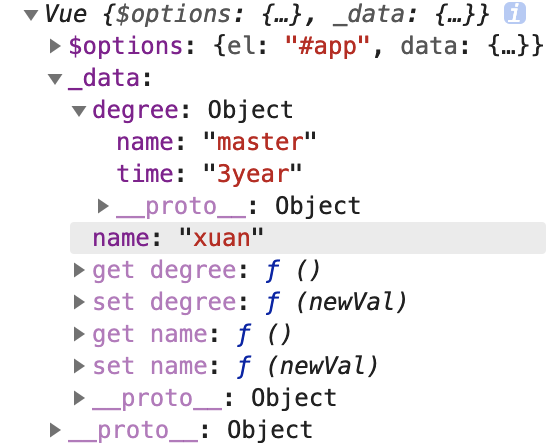 Vue {$options: {…}, _data: {…}} i
$options: {el: "#app", data: {…}}
_data:
degree: Object
name: "master"
time: "3year"
__proto__: Object
name: "xuan"
get degree: ƒ ()
set degree: ƒ (newVal)
get name: ƒ ()
set name: ƒ (newVal)
__proto__: Object
__proto__: Object